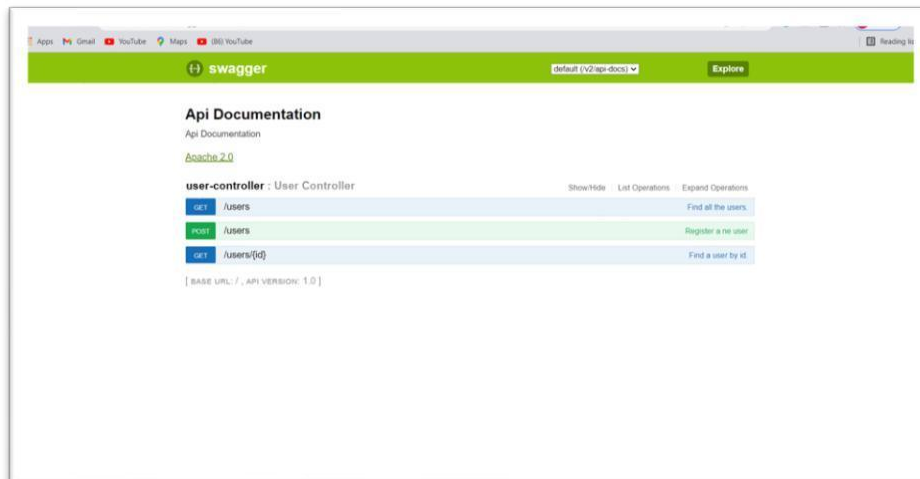 Apps Gmail YouTube Maps (86) YouTube Reading
swagger default (/v2/api-docs) Explore
Api Documentation
Api Documentation
Apache 2.0
user-controller : User Controller Show/Hide List Operations Expand Operations
GET /users Find all the users.
POST /users Register a ne user
GET /users/{id} Find a user by id.
[ BASE URL: / , API VERSION: 1.0 ]